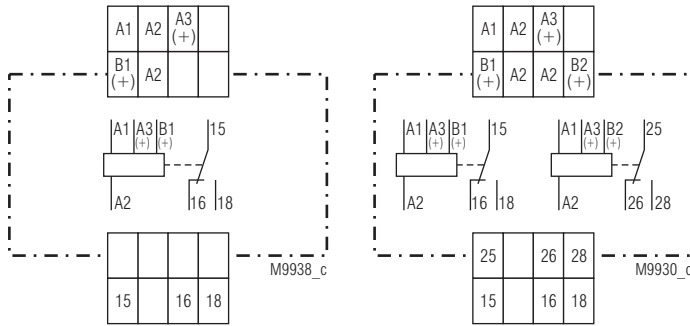 A1 A2 A3 (+)
B1 (+) A2
A1 A3 (+) B1 (+) 15
A2 16 18
M9938_c
15 16 18
A1 A2 A3 (+)
B1 (+) A2 A2 B2 (+)
A1 A3 (+) B1 (+) 15 A1 A3 (+) B2 (+) 25
A2 16 18 A2 26 28
25 26 28
M9930_c
15 16 18